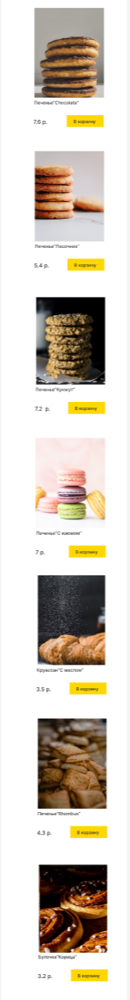 Печенье"Chocolate"
7.6 р.
В корзину
Печенье"Песочное"
5.4 р.
В корзину
Печенье"Кунжут"
7.2 р.
В корзину
Печенье"С изюмом"
7 р.
В корзину
Круассан"С маслом"
3.5 р.
В корзину
Печенье"Rhombus"
4.3 р.
В корзину
Булочка"Корица"
3.2 р.
В корзину